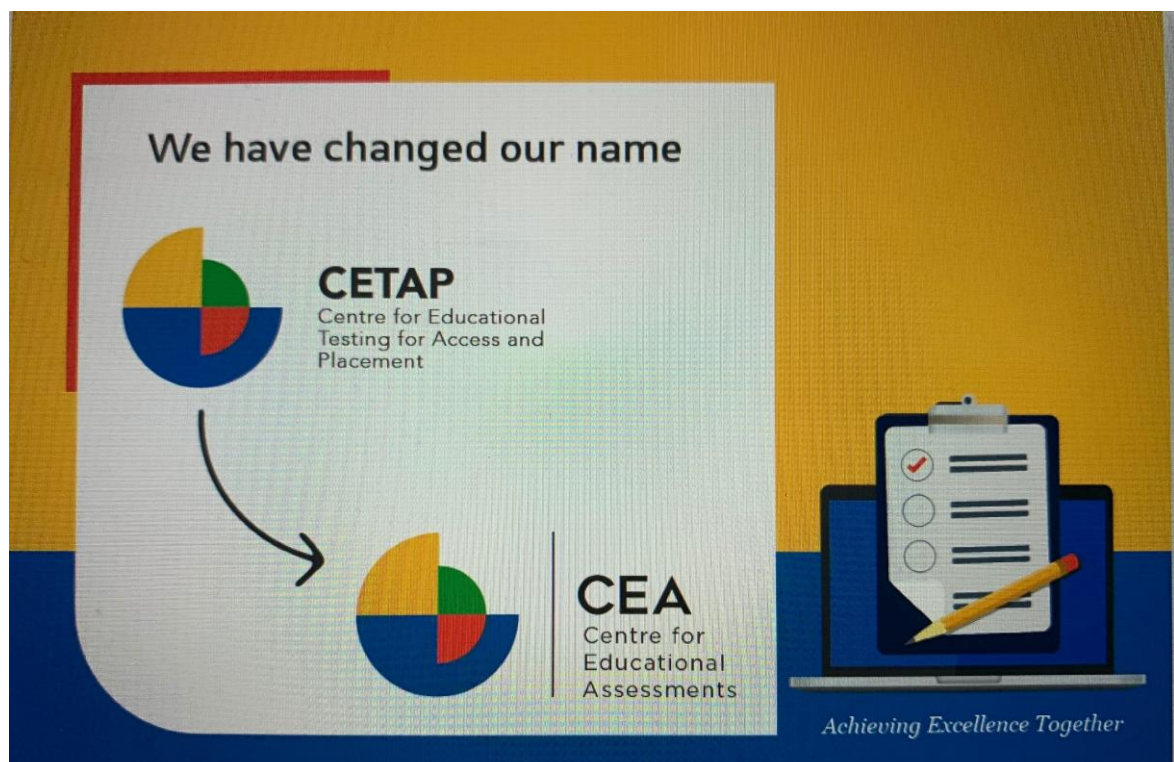 We have changed our name
CETAP
Centre for Educational
Testing for Access and
Placement
CEA
Centre for
Educational
Assessments
Achieving Excellence Together